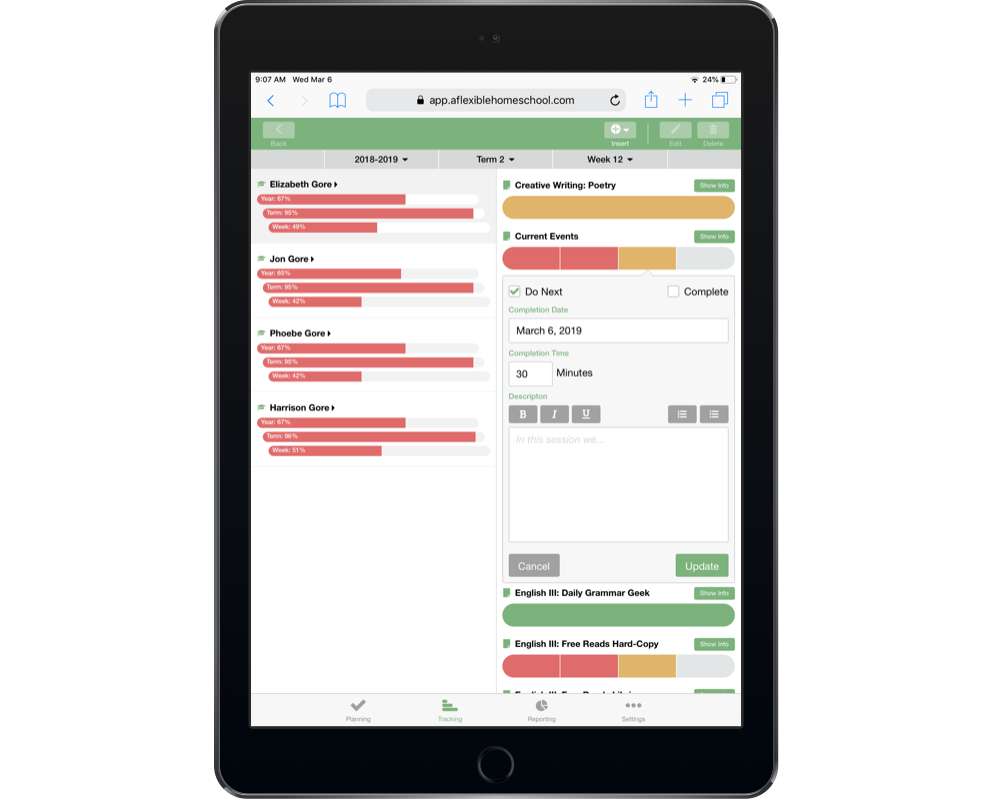 9:07 AM Wed Mar 6
24%
app.aflexiblehomeschool.com
Back
Insert
Edit
Delete
2018-2019
Term 2
Week 12
Elizabeth Gore
Year: 67%
Term: 95%
Week: 49%
Jon Gore
Year: 65%
Term: 95%
Week: 42%
Phoebe Gore
Year: 67%
Term: 95%
Week: 42%
Harrison Gore
Year: 67%
Term: 96%
Week: 51%
Creative Writing: Poetry
Show Info
Current Events
Show Info
Do Next
Complete
Completion Date
March 6, 2019
Completion Time
30 Minutes
Descripton
B I U
In this session we...
Cancel
Update
English III: Daily Grammar Geek
Show Info
English III: Free Reads Hard-Copy
Show Info
Planning
Tracking
Reporting
Settings